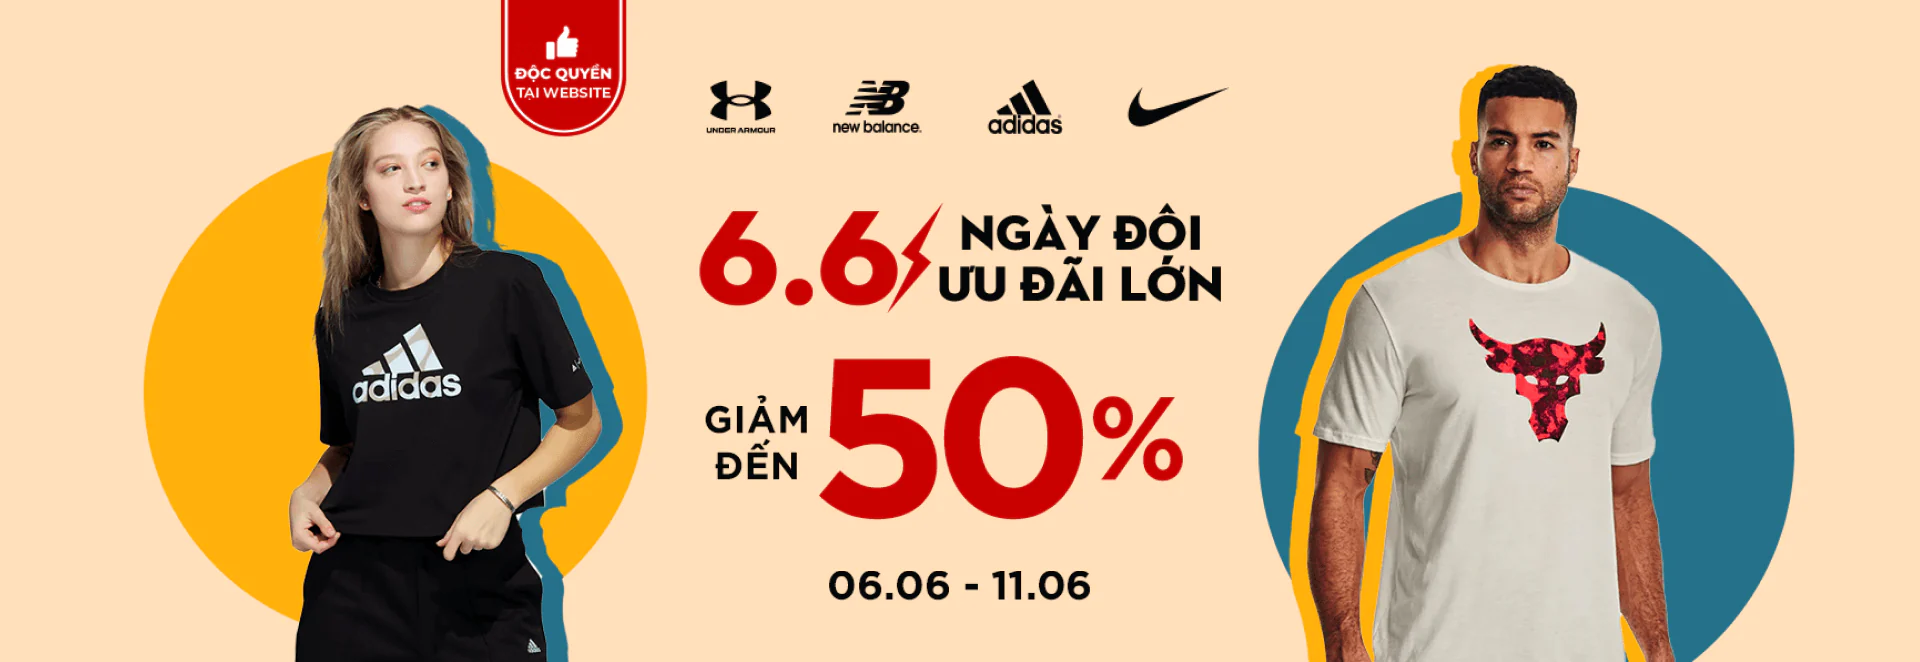 ĐỘC QUYỀN
TẠI WEBSITE
UNDER ARMOUR
NB
new balance.
adidas
6.6
NGÀY ĐÔI
ƯU ĐÃI LỚN
GIẢM
ĐẾN
50%
06.06 - 11.06
adidas